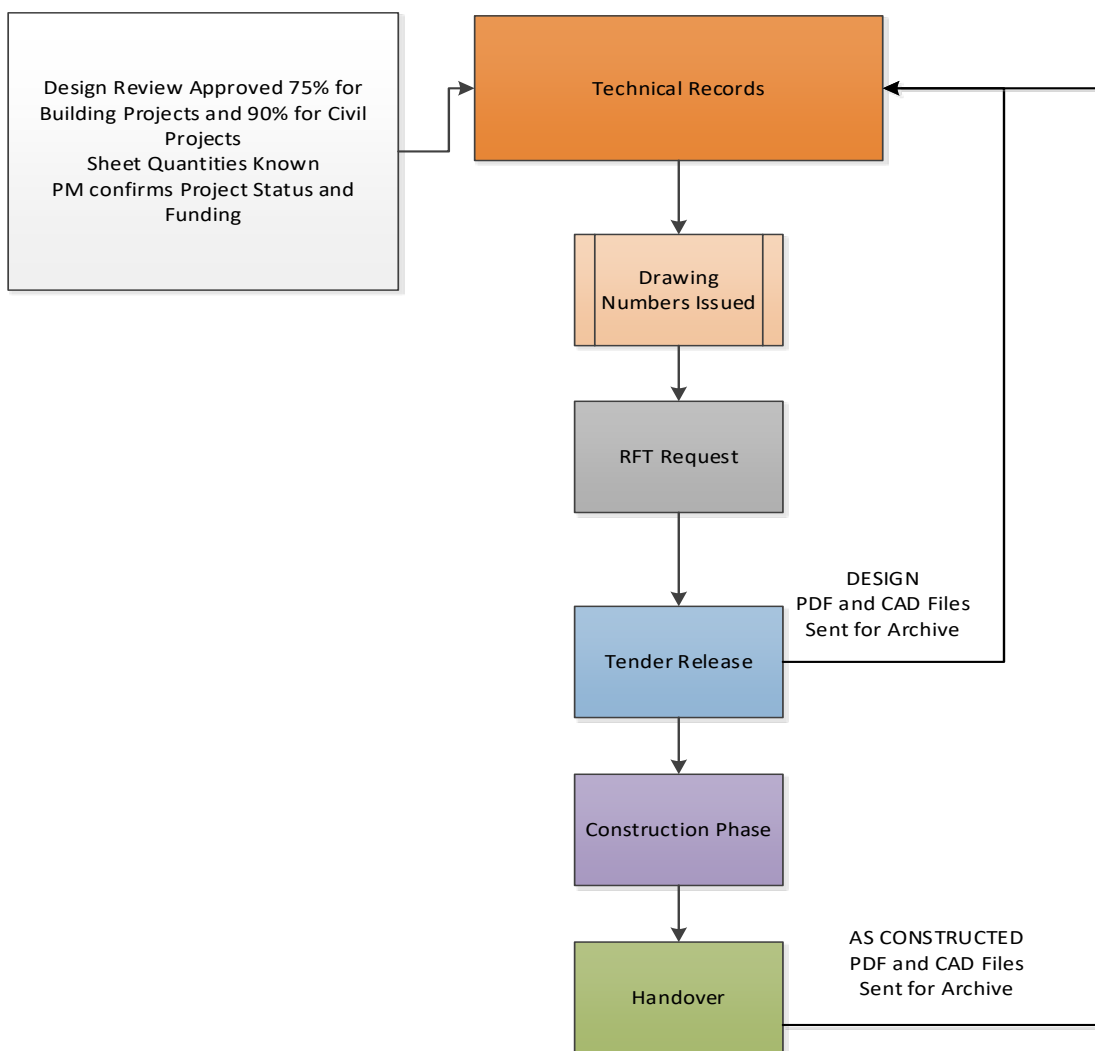 Design Review Approved 75% for
Building Projects and 90% for Civil
Projects
Sheet Quantities Known
PM confirms Project Status and
Funding
Technical Records
Drawing
Numbers Issued
RFT Request
DESIGN
PDF and CAD Files
Sent for Archive
Tender Release
Construction Phase
AS CONSTRUCTED
PDF and CAD Files
Sent for Archive
Handover